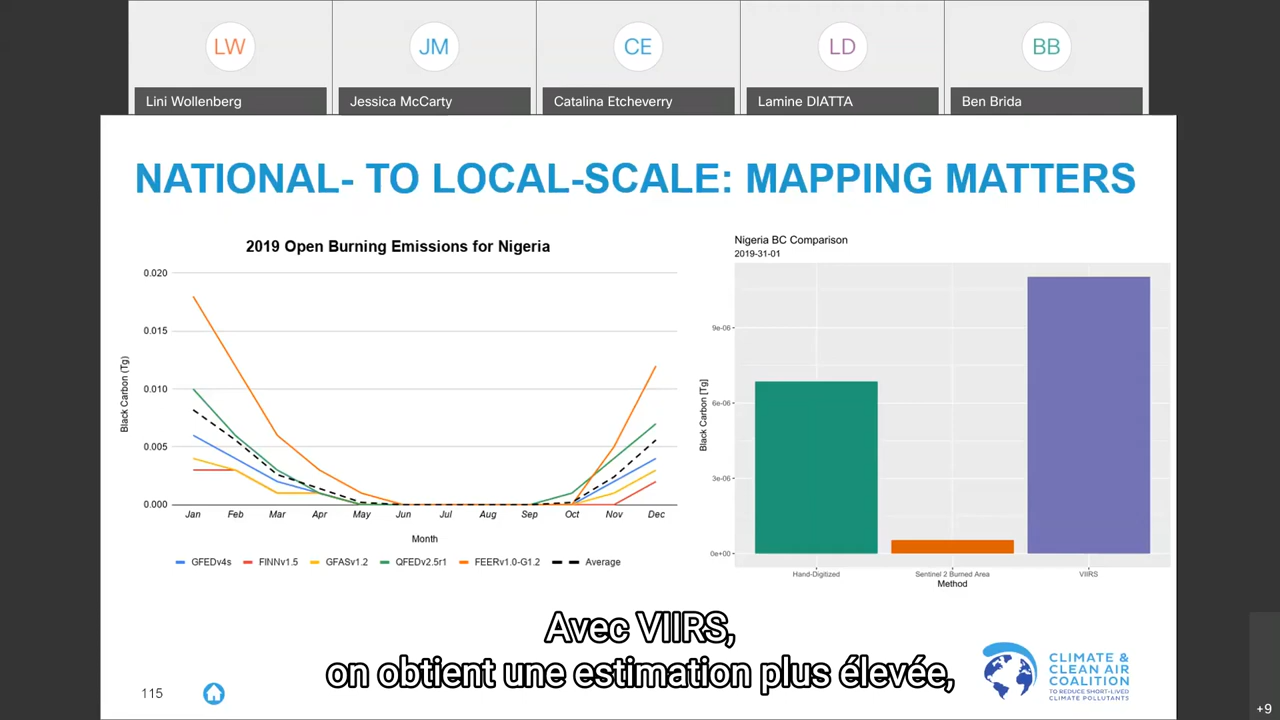 LW
JM
CE
LD
BB
Lini Wollenberg
Jessica McCarty
Catalina Etcheverry
Lamine DIATTA
Ben Brida
NATIONAL- TO LOCAL-SCALE: MAPPING MATTERS
2019 Open Burning Emissions for Nigeria
0.020
0.015
0.010
0.005
0.000
Black Carbon (Tg)
Jan Feb Mar Apr May Jun Jul Aug Sep Oct Nov Dec
Month
GFEDv4s FINNv1.5 GFASv1.2 QFEDv2.5r1 FEERv1.0-G1.2 Average
Nigeria BC Comparison
2019-31-01
9e-06
6e-06
3e-06
0e+00
Black Carbon [Tg]
Hand-Digitized Sentinel 2 Burned Area VIIRS
Method
Avec VIIRS,
on obtient une estimation plus élevée,
115
CLIMATE &
CLEAN AIR
COALITION
TO REDUCE SHORT-LIVED
CLIMATE POLLUTANTS
+9